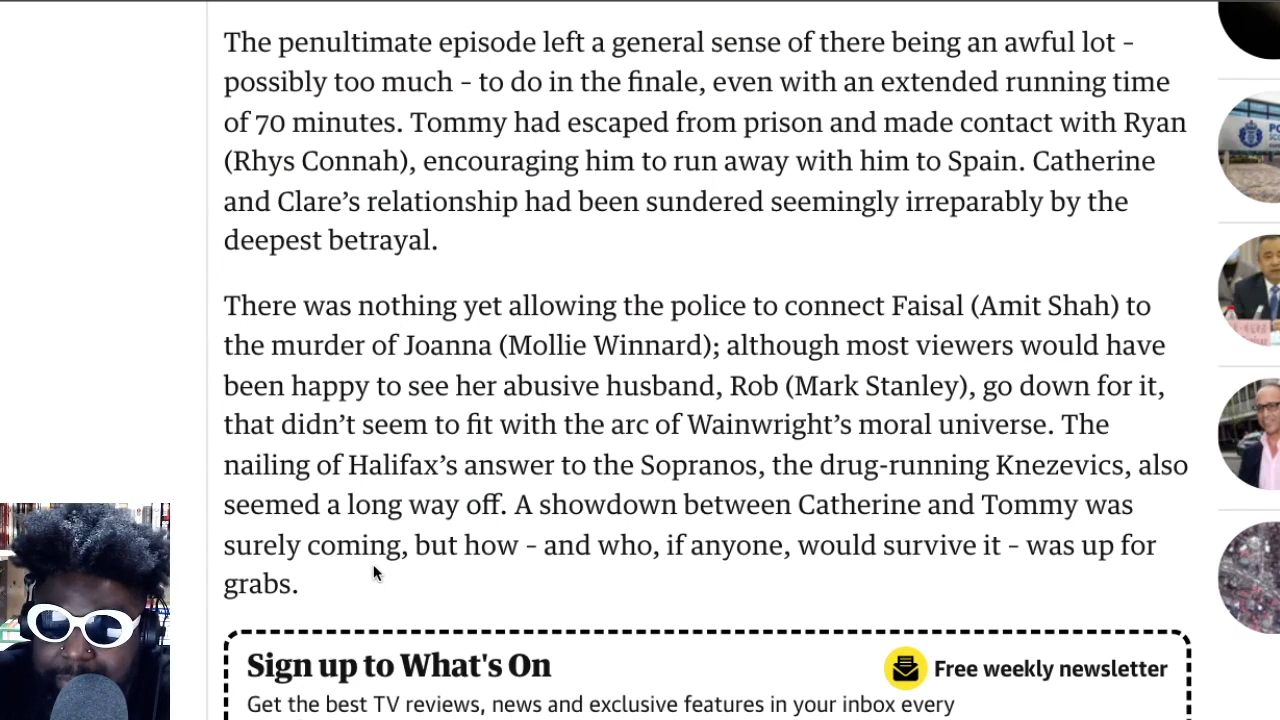 The penultimate episode left a general sense of there being an awful lot –
possibly too much – to do in the finale, even with an extended running time
of 70 minutes. Tommy had escaped from prison and made contact with Ryan
(Rhys Connah), encouraging him to run away with him to Spain. Catherine
and Clare’s relationship had been sundered seemingly irreparably by the
deepest betrayal.
There was nothing yet allowing the police to connect Faisal (Amit Shah) to
the murder of Joanna (Mollie Winnard); although most viewers would have
been happy to see her abusive husband, Rob (Mark Stanley), go down for it,
that didn’t seem to fit with the arc of Wainwright’s moral universe. The
nailing of Halifax’s answer to the Sopranos, the drug-running Knezevics, also
seemed a long way off. A showdown between Catherine and Tommy was
surely coming, but how – and who, if anyone, would survive it – was up for
grabs.
Sign up to What's On
Free weekly newsletter
Get the best TV reviews, news and exclusive features in your inbox every